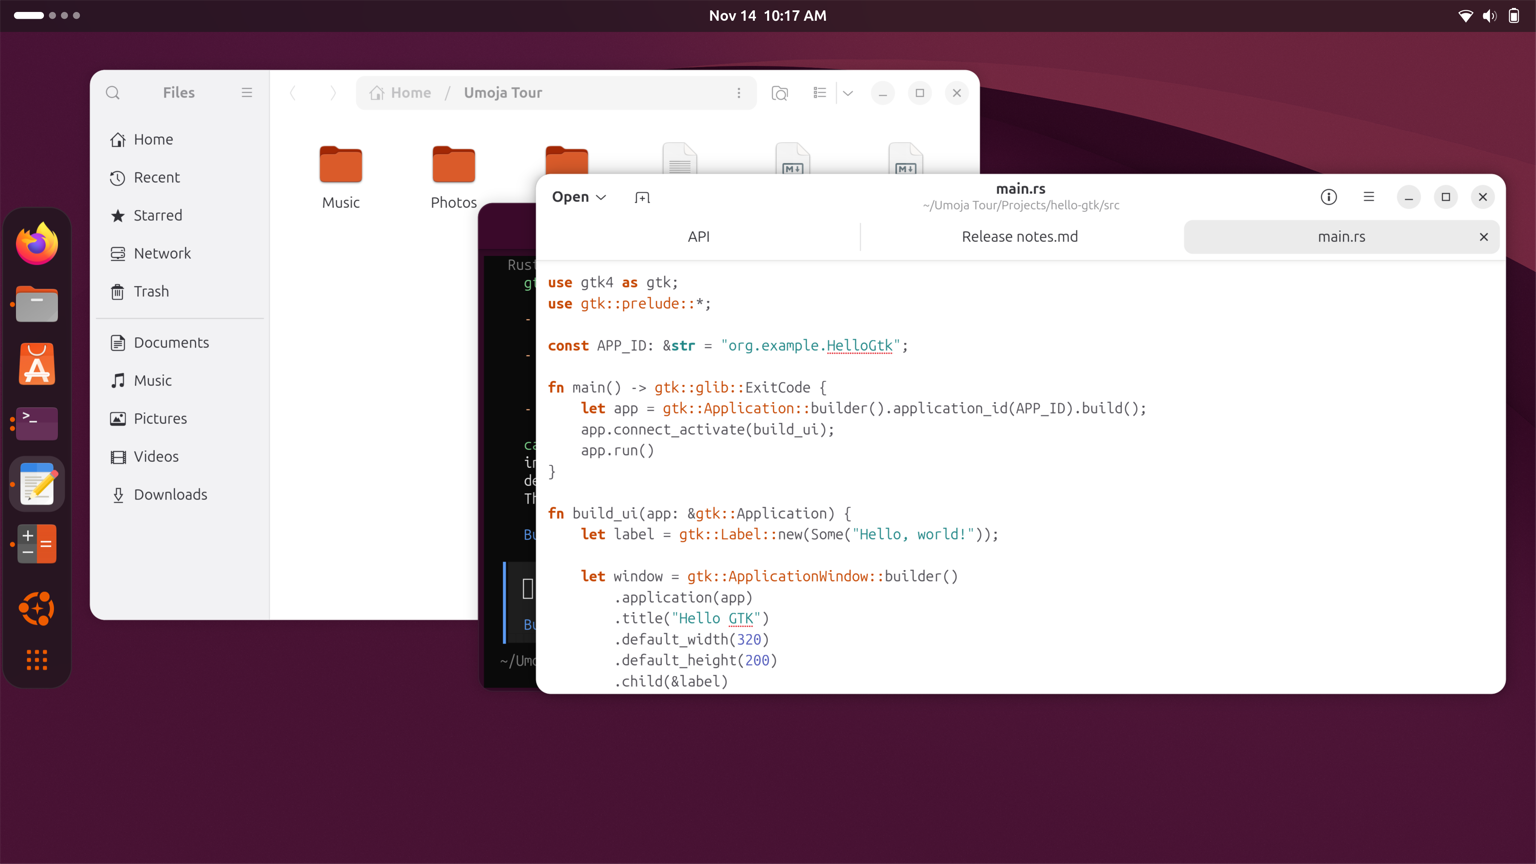 Nov 14 10:17 AM
Files
Home / Umoja Tour
Home
Recent
Starred
Network
Trash
Documents
Music
Pictures
Videos
Downloads
Music
Photos
M↓
M↓
~/Umo
Open
main.rs
~/Umoja Tour/Projects/hello-gtk/src
API
Release notes.md
main.rs
use gtk4 as gtk;
use gtk::prelude::*;
const APP_ID: &str = "org.example.HelloGtk";
fn main() -> gtk::glib::ExitCode {
    let app = gtk::Application::builder().application_id(APP_ID).build();
    app.connect_activate(build_ui);
    app.run()
}
fn build_ui(app: &gtk::Application) {
    let label = gtk::Label::new(Some("Hello, world!"));
    let window = gtk::ApplicationWindow::builder()
        .application(app)
        .title("Hello GTK")
        .default_width(320)
        .default_height(200)
        .child(&label)